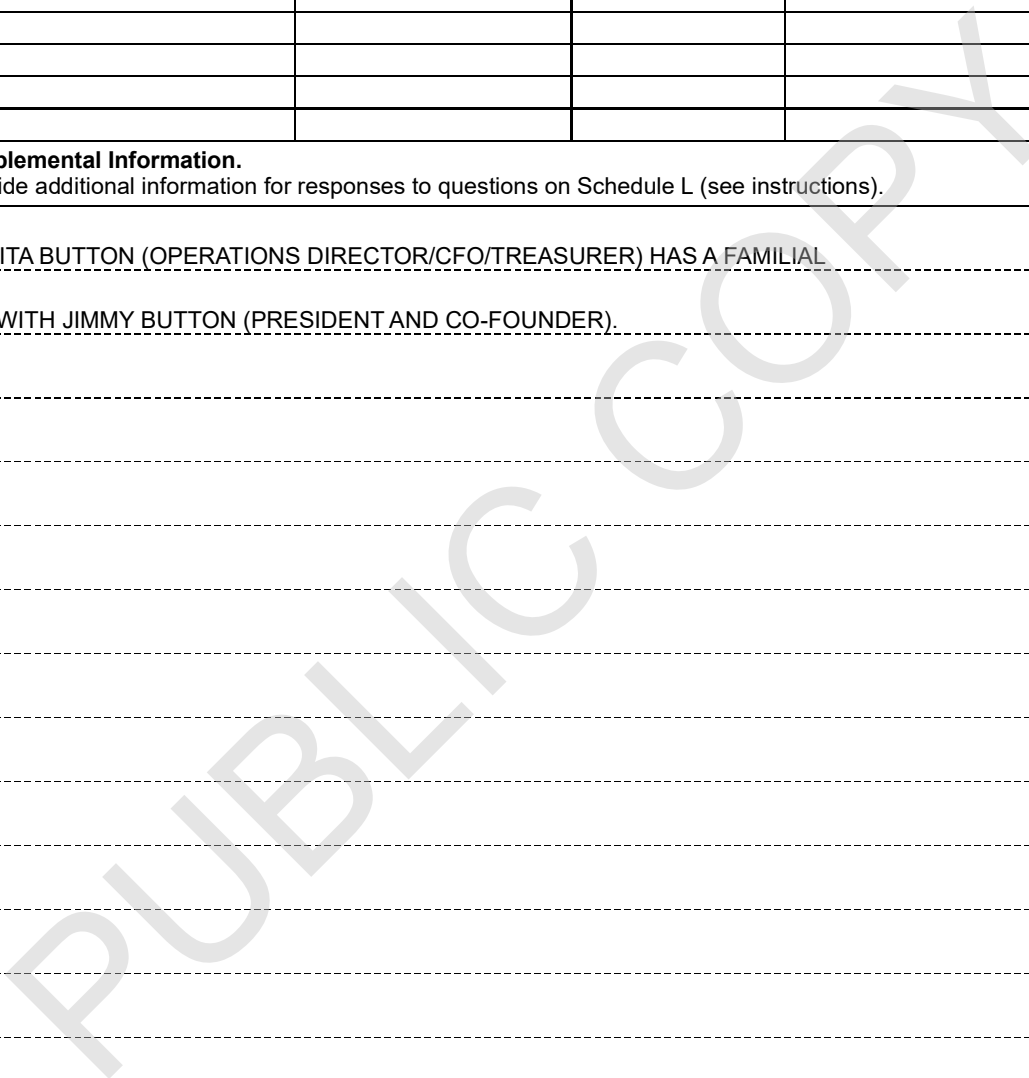 plemental Information.
ide additional information for responses to questions on Schedule L (see instructions).
ITA BUTTON (OPERATIONS DIRECTOR/CFO/TREASURER) HAS A FAMILIAL
WITH JIMMY BUTTON (PRESIDENT AND CO-FOUNDER).
PUBLIC COPY